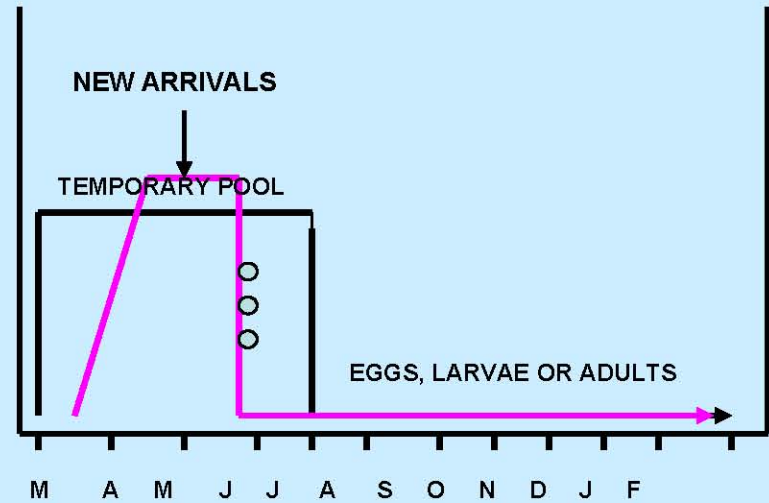 NEW ARRIVALS
TEMPORARY POOL
EGGS, LARVAE OR ADULTS
M A M J J A S O N D J F